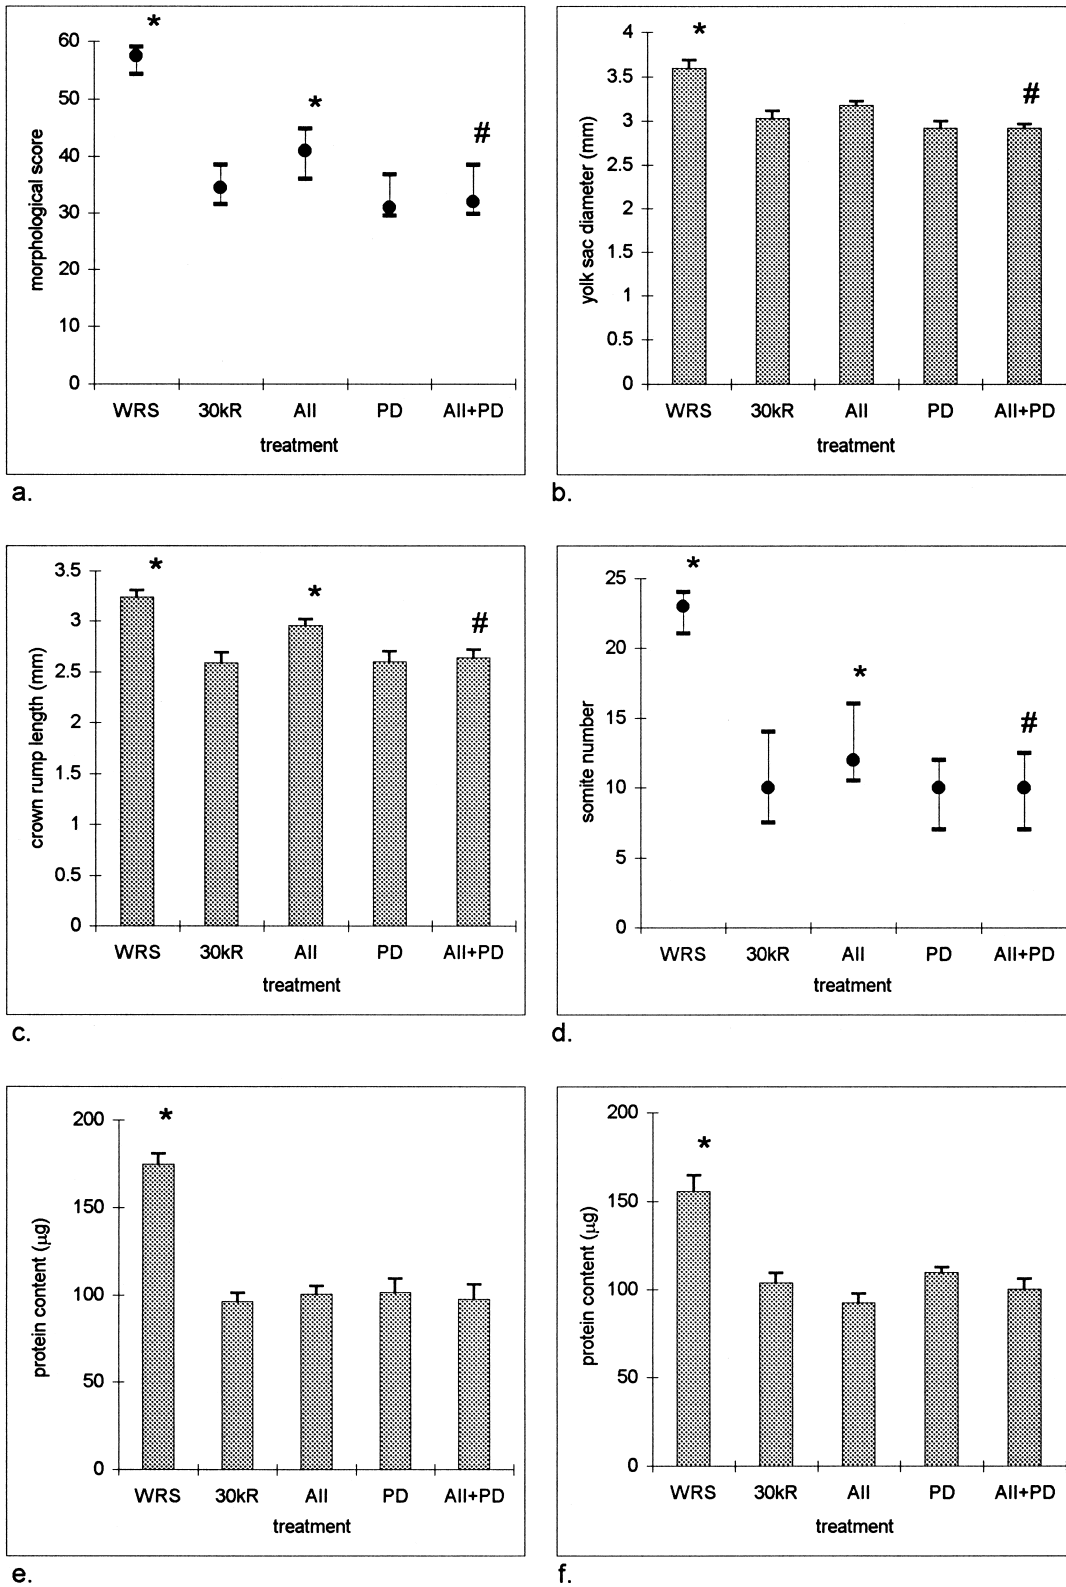 *
60
50
40
30
20
10
0
morphological score
*
#
WRS 30kR AII PD AII+PD
treatment
a.
*
4
3.5
3
2.5
2
1.5
1
0.5
0
yolk sac diameter (mm)
#
WRS 30kR AII PD AII+PD
treatment
b.
*
3.5
3
2.5
2
1.5
1
0.5
0
crown rump length (mm)
*
#
WRS 30kR AII PD AII+PD
treatment
c.
*
25
20
15
10
5
0
somite number
*
#
WRS 30kR AII PD AII+PD
treatment
d.
*
200
150
100
50
0
protein content (µg)
WRS 30kR AII PD AII+PD
treatment
e.
*
200
150
100
50
0
protein content (µg)
WRS 30kR AII PD AII+PD
treatment
f.